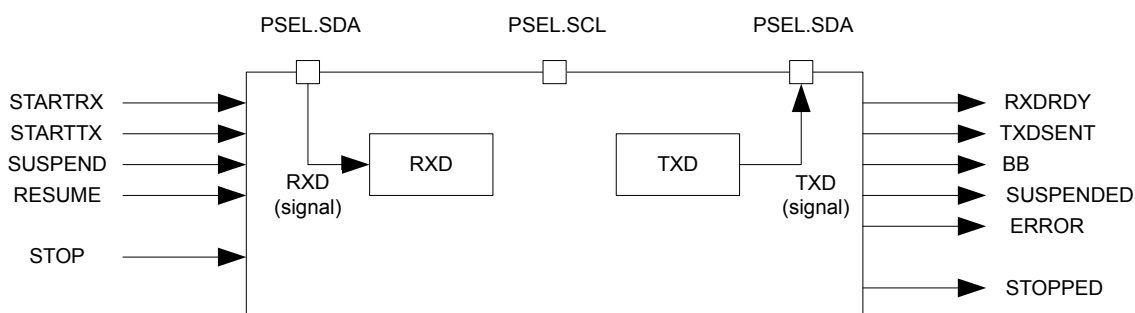 PSEL.SDA
PSEL.SCL
PSEL.SDA
STARTRX
STARTTX
SUSPEND
RESUME
STOP
RXD
(signal)
RXD
TXD
TXD
(signal)
RXDRDY
TXDSENT
BB
SUSPENDED
ERROR
STOPPED